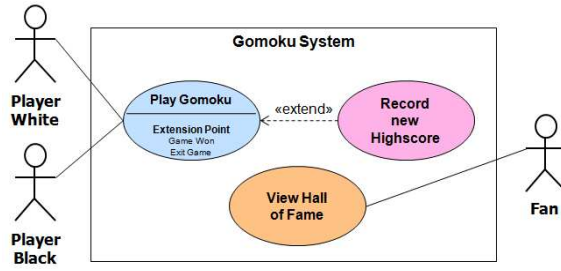 Gomoku System
Player
White
Play Gomoku
Extension Point
Game Won
Exit Game
«extend»
Record
new
Highscore
View Hall
of Fame
Player
Black
Fan